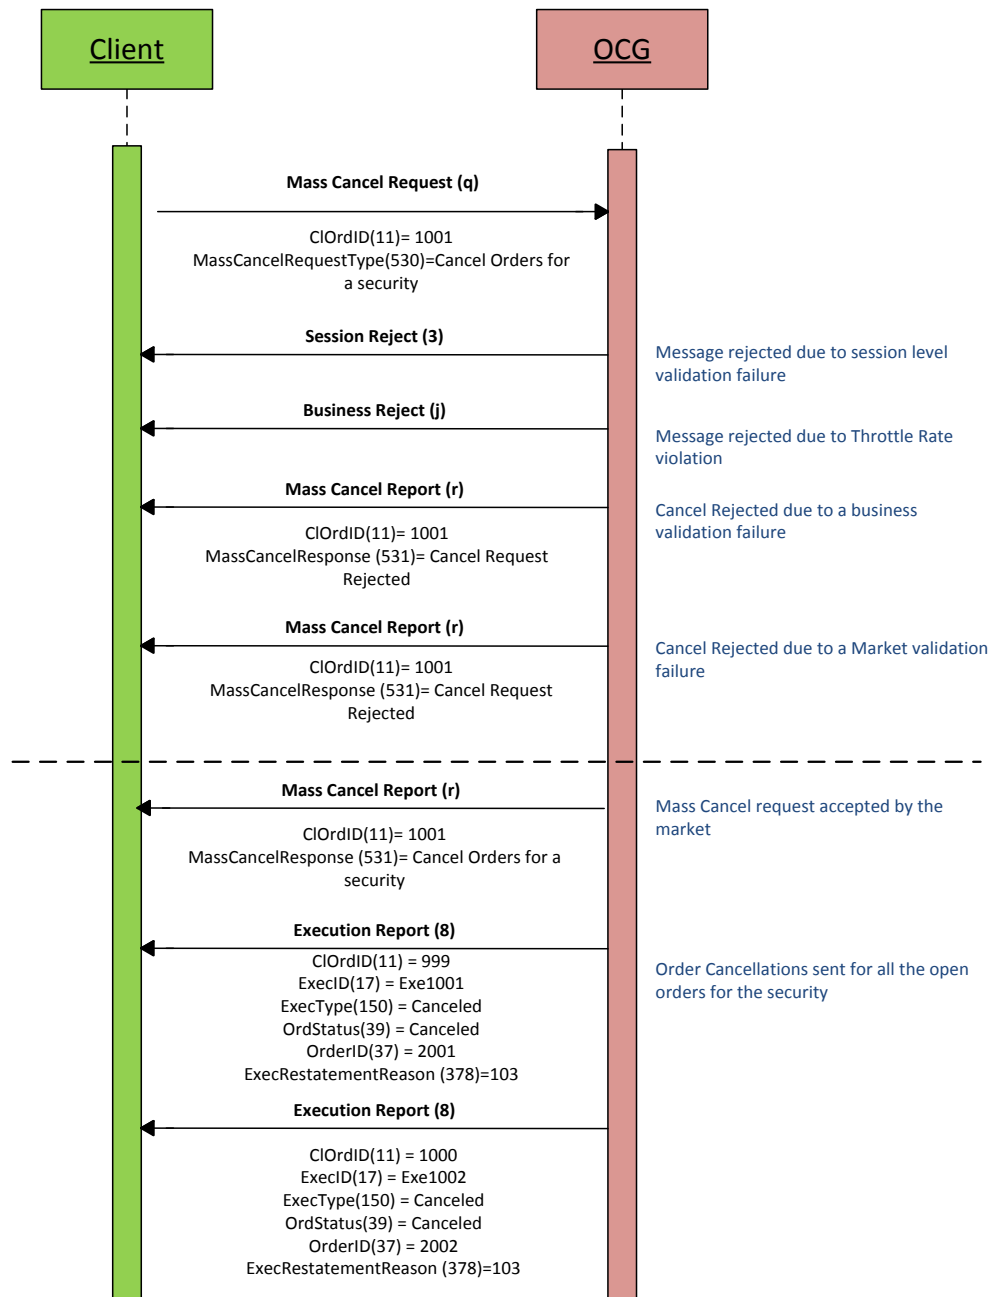 Client
OCG
Mass Cancel Request (q)
ClOrdID(11)= 1001
MassCancelRequestType(530)=Cancel Orders for
a security
Session Reject (3)
Message rejected due to session level
validation failure
Business Reject (j)
Message rejected due to Throttle Rate
violation
Mass Cancel Report (r)
Cancel Rejected due to a business
validation failure
ClOrdID(11)= 1001
MassCancelResponse (531)= Cancel Request
Rejected
Mass Cancel Report (r)
Cancel Rejected due to a Market validation
failure
ClOrdID(11)= 1001
MassCancelResponse (531)= Cancel Request
Rejected
Mass Cancel Report (r)
Mass Cancel request accepted by the
market
ClOrdID(11)= 1001
MassCancelResponse (531)= Cancel Orders for a
security
Execution Report (8)
Order Cancellations sent for all the open
orders for the security
ClOrdID(11) = 999
ExecID(17) = Exe1001
ExecType(150) = Canceled
OrdStatus(39) = Canceled
OrderID(37) = 2001
ExecRestatementReason (378)=103
Execution Report (8)
ClOrdID(11) = 1000
ExecID(17) = Exe1002
ExecType(150) = Canceled
OrdStatus(39) = Canceled
OrderID(37) = 2002
ExecRestatementReason (378)=103